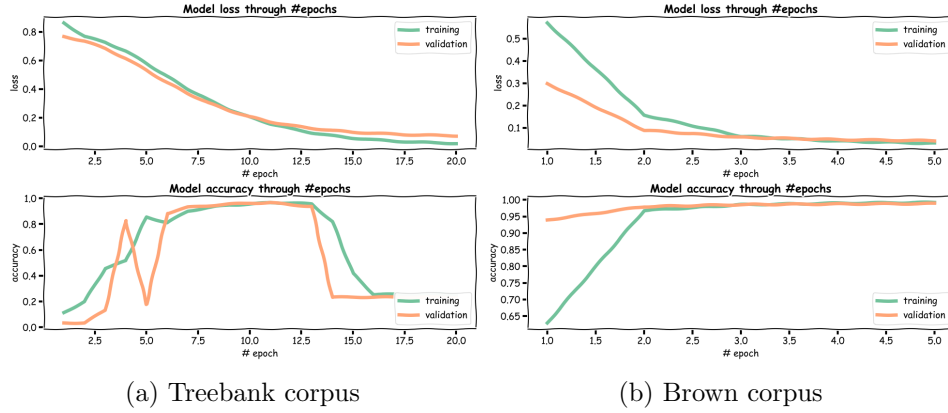 Model loss through #epochs
0.8
0.6
0.4
0.2
0.0
loss
training
validation
2.5 5.0 7.5 10.0 12.5 15.0 17.5 20.0
# epoch
Model accuracy through #epochs
1.0
0.8
0.6
0.4
0.2
0.0
accuracy
training
validation
2.5 5.0 7.5 10.0 12.5 15.0 17.5 20.0
# epoch
(a) Treebank corpus
Model loss through #epochs
0.5
0.4
0.3
0.2
0.1
loss
training
validation
1.0 1.5 2.0 2.5 3.0 3.5 4.0 4.5 5.0
# epoch
Model accuracy through #epochs
1.00
0.95
0.90
0.85
0.80
0.75
0.70
0.65
accuracy
training
validation
1.0 1.5 2.0 2.5 3.0 3.5 4.0 4.5 5.0
# epoch
(b) Brown corpus